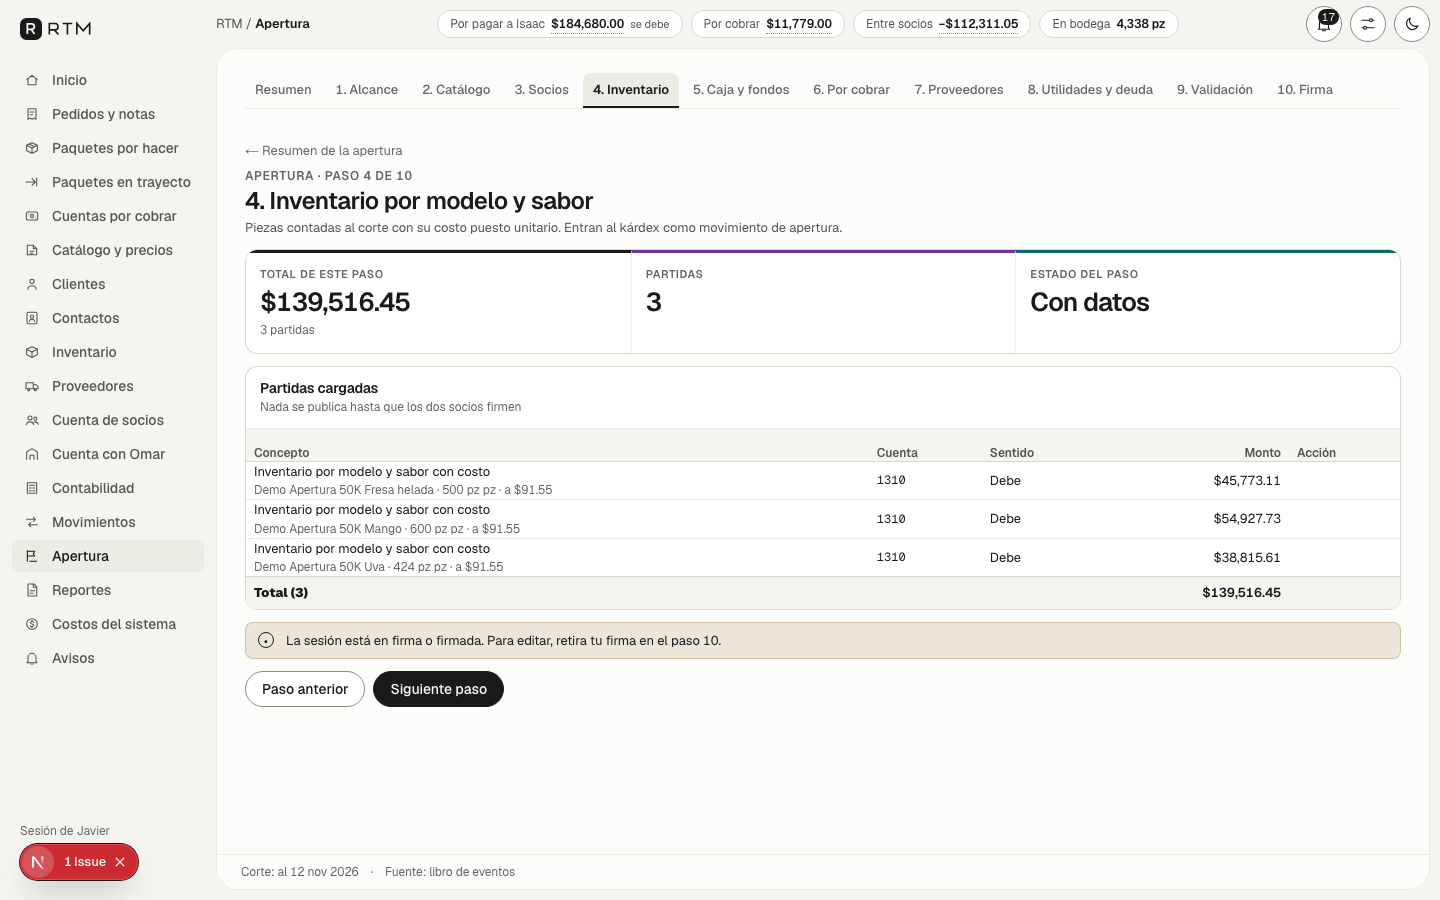 R RTM
RTM / Apertura
Por pagar a Isaac $184,680.00 se debe
Por cobrar $11,779.00
Entre socios −$112,311.05
En bodega 4,338 pz
17
Inicio
Pedidos y notas
Paquetes por hacer
Paquetes en trayecto
Cuentas por cobrar
Catálogo y precios
Clientes
Contactos
Inventario
Proveedores
Cuenta de socios
Cuenta con Omar
Contabilidad
Movimientos
Apertura
Reportes
Costos del sistema
Avisos
Sesión de Javier
N 1 Issue
Resumen 1. Alcance 2. Catálogo 3. Socios 4. Inventario 5. Caja y fondos 6. Por cobrar 7. Proveedores 8. Utilidades y deuda 9. Validación 10. Firma
← Resumen de la apertura
APERTURA · PASO 4 DE 10
4. Inventario por modelo y sabor
Piezas contadas al corte con su costo puesto unitario. Entran al kárdex como movimiento de apertura.
TOTAL DE ESTE PASO
$139,516.45
3 partidas
PARTIDAS
3
ESTADO DEL PASO
Con datos
Partidas cargadas
Nada se publica hasta que los dos socios firmen
Concepto Cuenta Sentido Monto Acción
Inventario por modelo y sabor con costo
Demo Apertura 50K Fresa helada · 500 pz pz · a $91.55
1310 Debe $45,773.11
Inventario por modelo y sabor con costo
Demo Apertura 50K Mango · 600 pz pz · a $91.55
1310 Debe $54,927.73
Inventario por modelo y sabor con costo
Demo Apertura 50K Uva · 424 pz pz · a $91.55
1310 Debe $38,815.61
Total (3) $139,516.45
La sesión está en firma o firmada. Para editar, retira tu firma en el paso 10.
Paso anterior Siguiente paso
Corte: al 12 nov 2026 · Fuente: libro de eventos